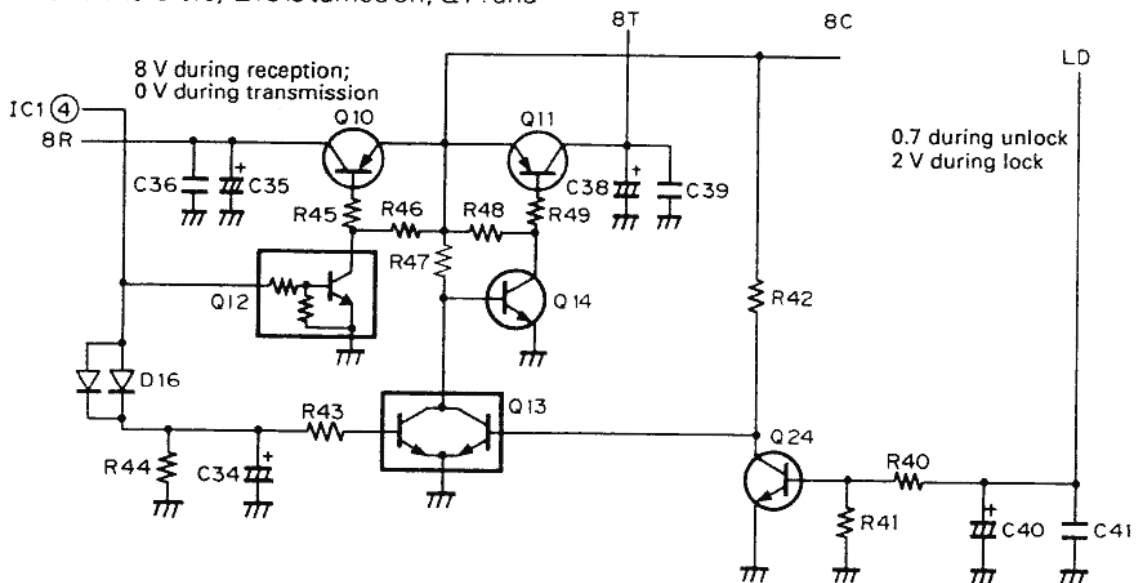 8T
8C
LD
8 V during reception;
0 V during transmission
IC1 ④
Q10
Q11
8R
0.7 during unlock
2 V during lock
C36
+
C35
+
C38
C39
R45
R46
R48
R49
R47
Q12
Q14
R42
D16
Q13
R43
Q24
R44
+
C34
R40
R41
+
C40
C41